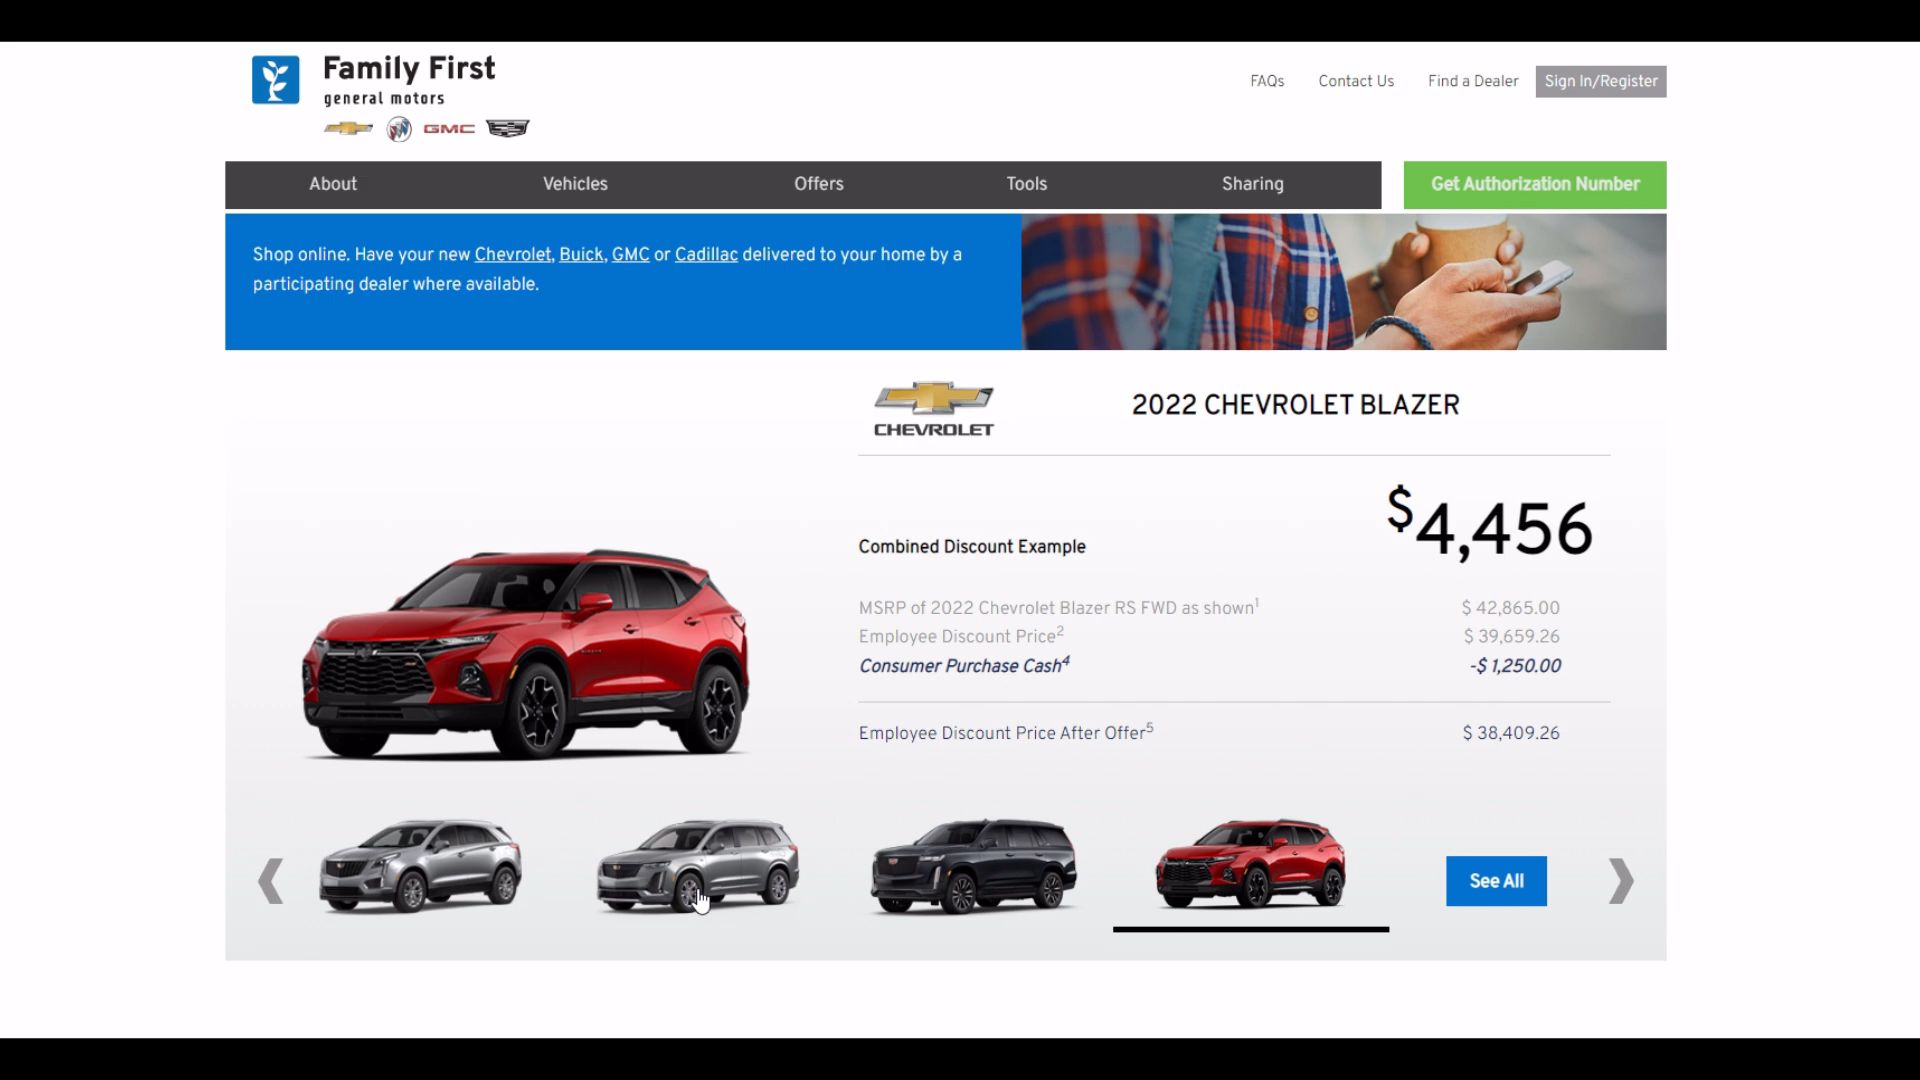 Family First
general motors
GMC
FAQs
Contact Us
Find a Dealer
Sign In/Register
About
Vehicles
Offers
Tools
Sharing
Get Authorization Number
Shop online. Have your new Chevrolet, Buick, GMC or Cadillac delivered to your home by a
participating dealer where available.
CHEVROLET
2022 CHEVROLET BLAZER
Combined Discount Example
$4,456
MSRP of 2022 Chevrolet Blazer RS FWD as shown1 $ 42,865.00
Employee Discount Price2 $ 39,659.26
Consumer Purchase Cash4 -$ 1,250.00
Employee Discount Price After Offer5 $ 38,409.26
See All